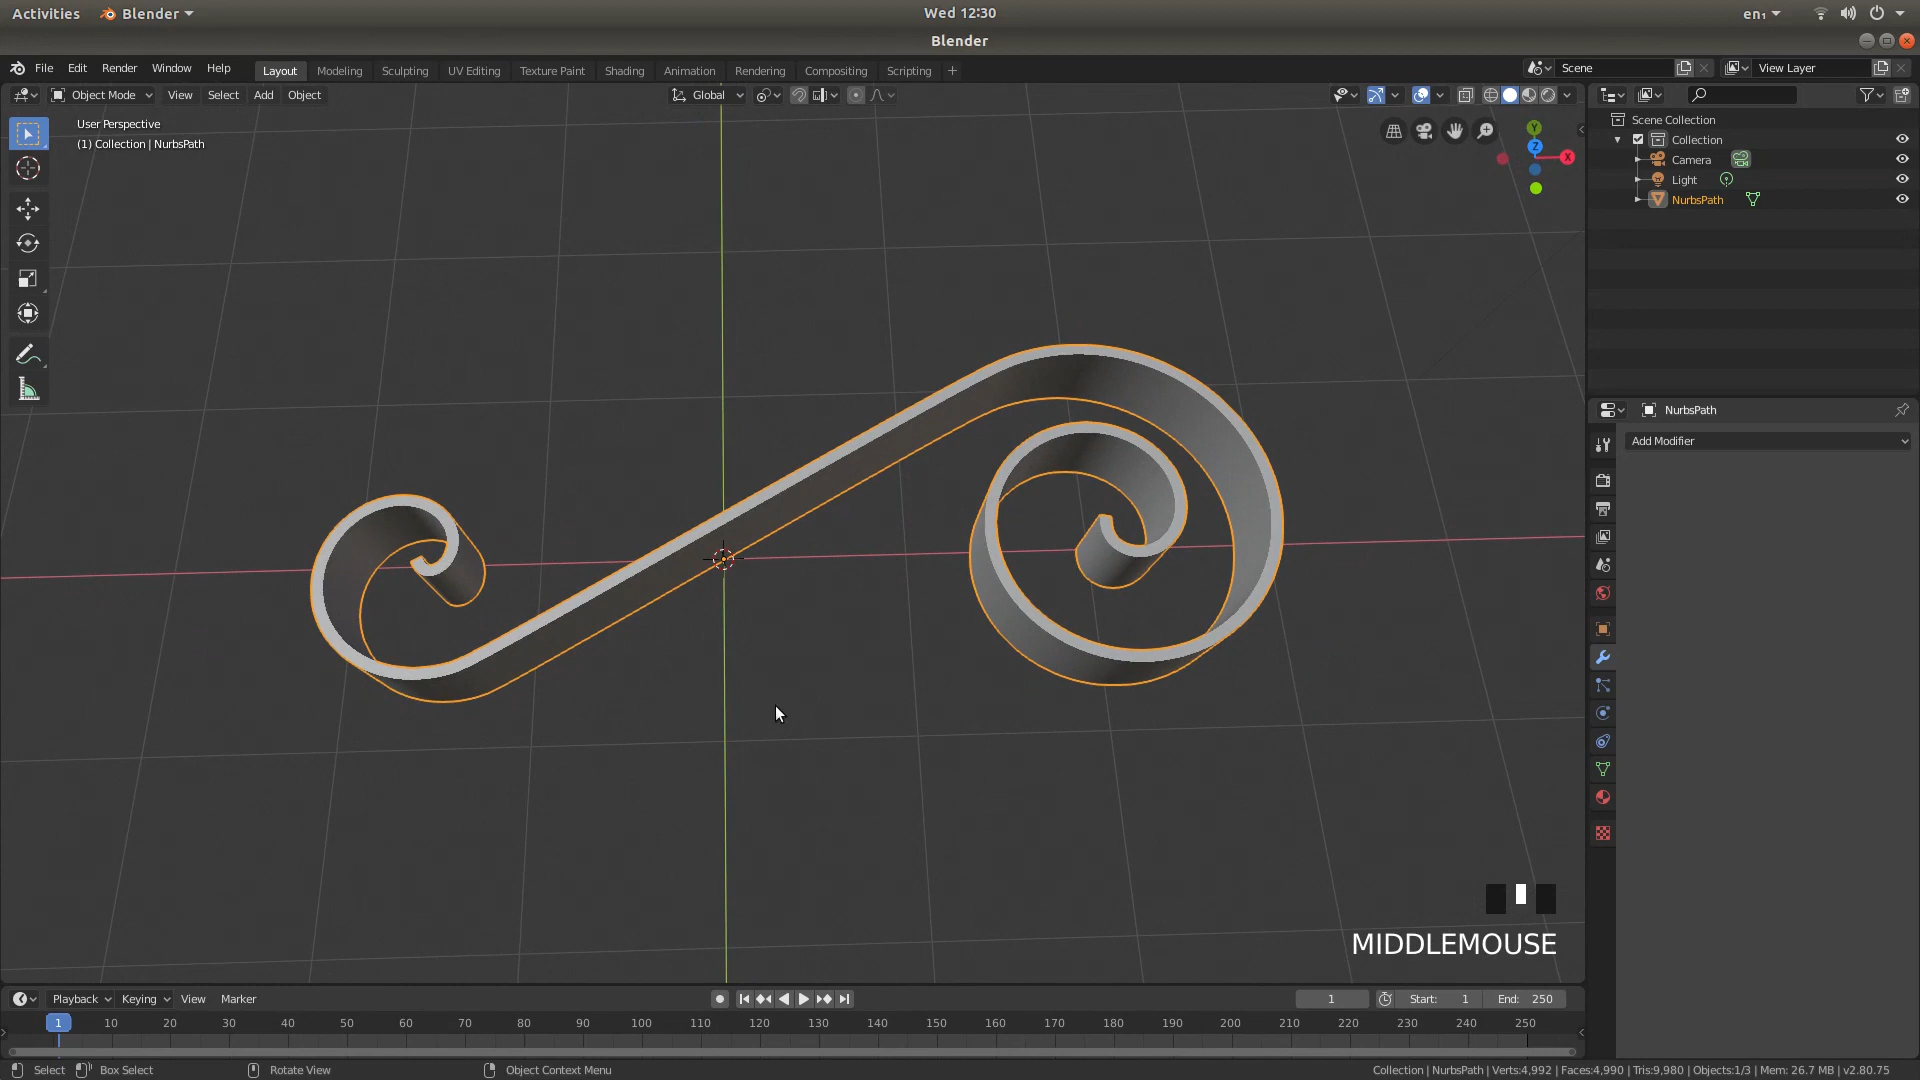 Activities Blender Wed 12:30 en₁
Blender
File Edit Render Window Help Layout Modeling Sculpting UV Editing Texture Paint Shading Animation Rendering Compositing Scripting + Scene View Layer
Object Mode View Select Add Object Global
User Perspective
(1) Collection | NurbsPath
Y
Z
X
Scene Collection
Collection
Camera
Light
NurbsPath
NurbsPath
Add Modifier
MIDDLEMOUSE
Playback Keying View Marker 1 Start: 1 End: 250
1 10 20 30 40 50 60 70 80 90 100 110 120 130 140 150 160 170 180 190 200 210 220 230 240 250
Select Box Select Rotate View Object Context Menu Collection | NurbsPath | Verts:4,992 | Faces:4,990 | Tris:9,980 | Objects:1/3 | Mem: 26.7 MB | v2.80.75